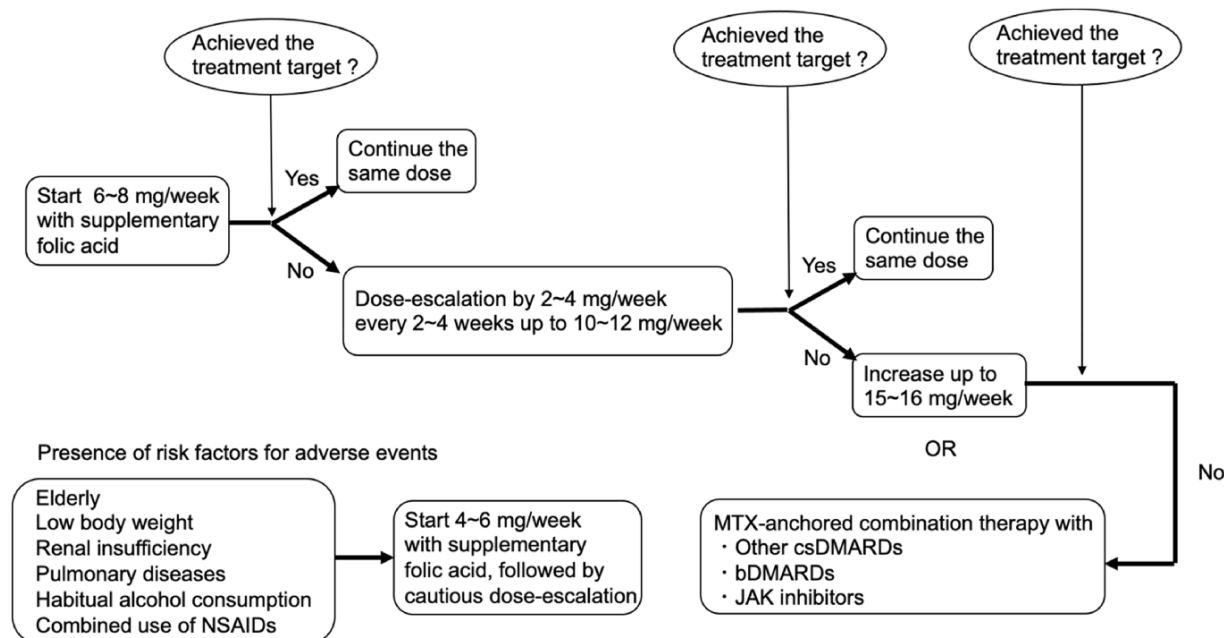 Achieved the
treatment target ?
Achieved the
treatment target ?
Achieved the
treatment target ?
Start 6~8 mg/week
with supplementary
folic acid
Yes
Continue the
same dose
No
Dose-escalation by 2~4 mg/week
every 2~4 weeks up to 10~12 mg/week
Yes
Continue the
same dose
No
Increase up to
15~16 mg/week
OR
No
MTX-anchored combination therapy with
・Other csDMARDs
・bDMARDs
・JAK inhibitors
Presence of risk factors for adverse events
Elderly
Low body weight
Renal insufficiency
Pulmonary diseases
Habitual alcohol consumption
Combined use of NSAIDs
Start 4~6 mg/week
with supplementary
folic acid, followed by
cautious dose-escalation